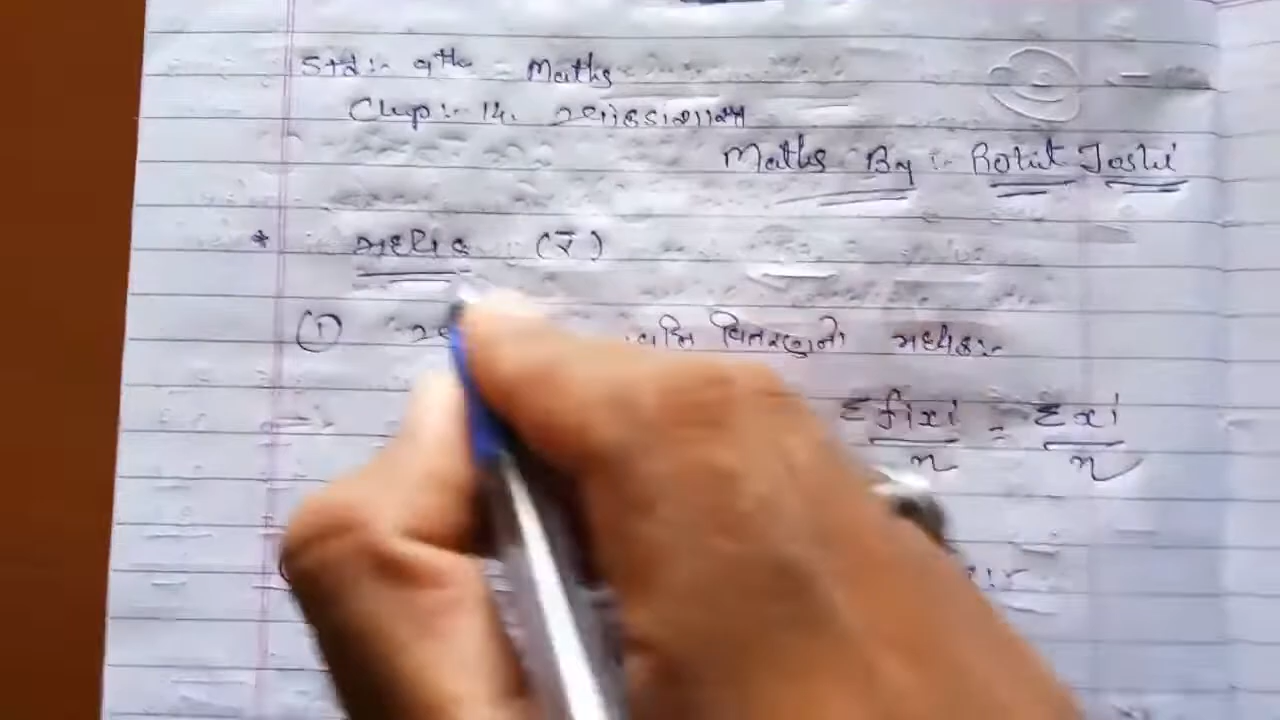 Std :- 9th - Maths
Chap :- 14. આંકડાશાસ્ત્ર
Maths By :- Rohit Joshi
* મધ્યક (x̄)
① વિતરણનો મધ્યક :-
→ Σfixi/n = Σxi/n